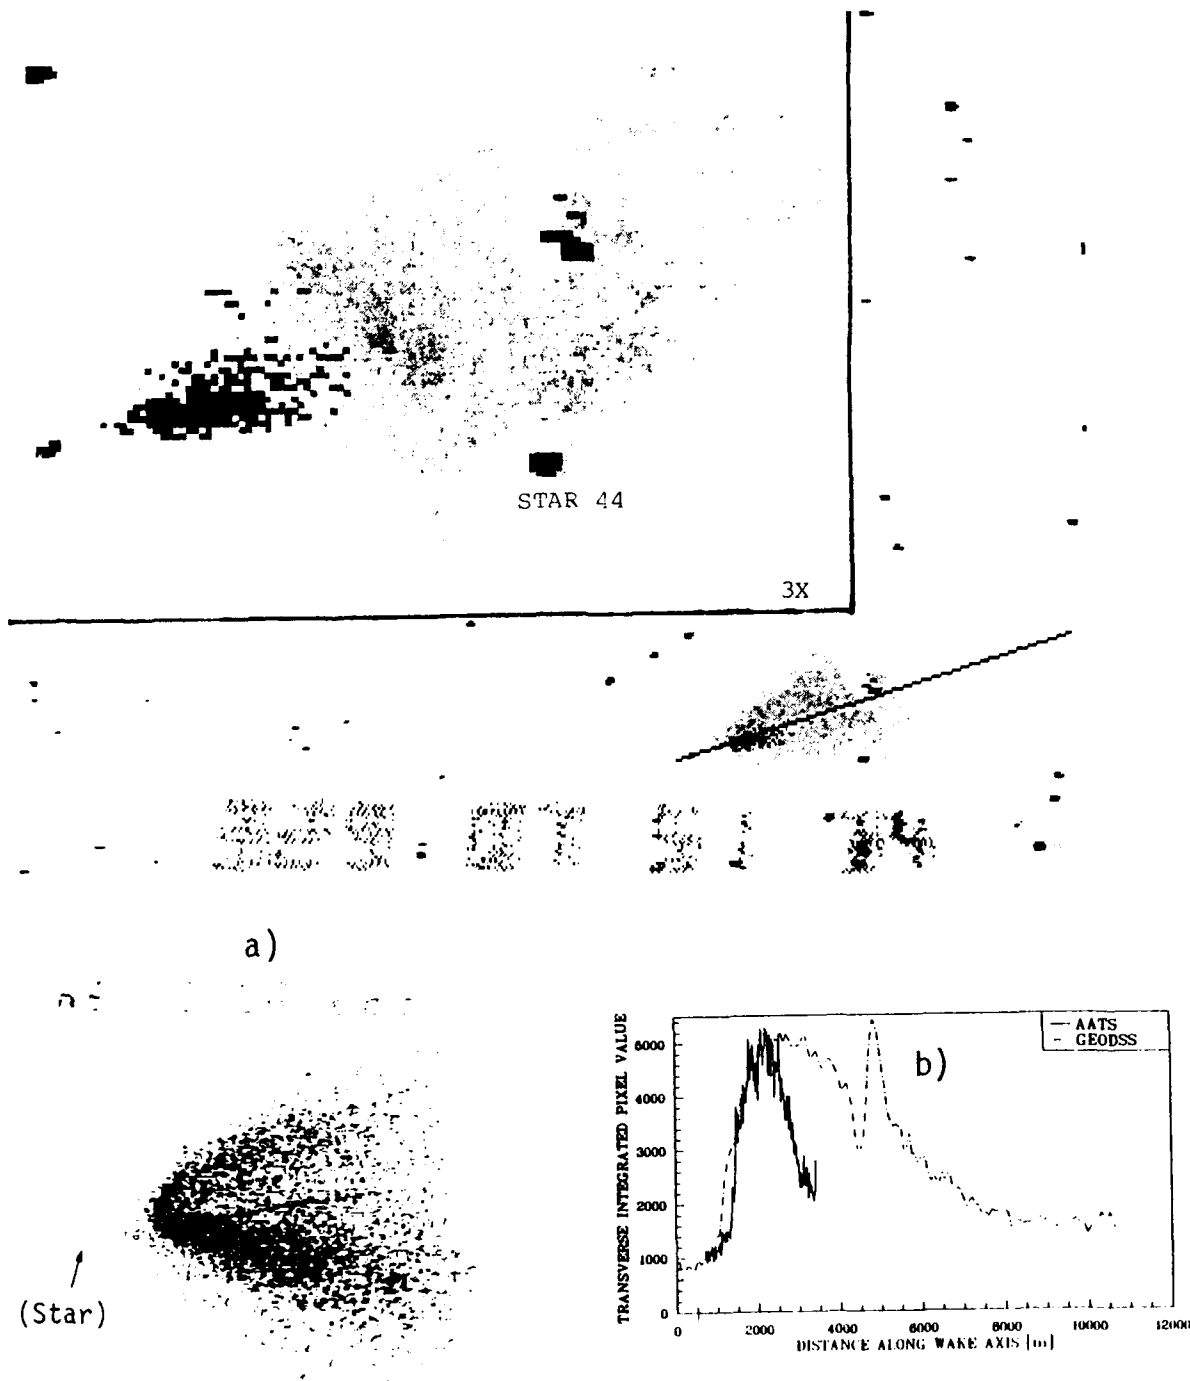 STAR 44
3X
a)
(Star)
b)
AATS
GEODSS
TRANSVERSE INTEGRATED PIXEL VALUE
6000
5000
4000
3000
2000
1000
0
0 2000 4000 6000 8000 10000 12000
DISTANCE ALONG WAKE AXIS [m]